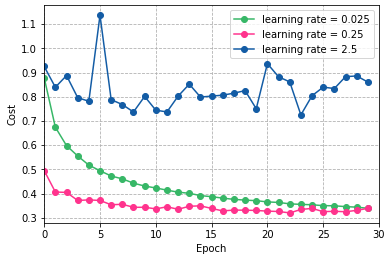 learning rate = 0.025
learning rate = 0.25
learning rate = 2.5
1.1
1.0
0.9
0.8
0.7
0.6
0.5
0.4
0.3
Cost
0 5 10 15 20 25 30
Epoch